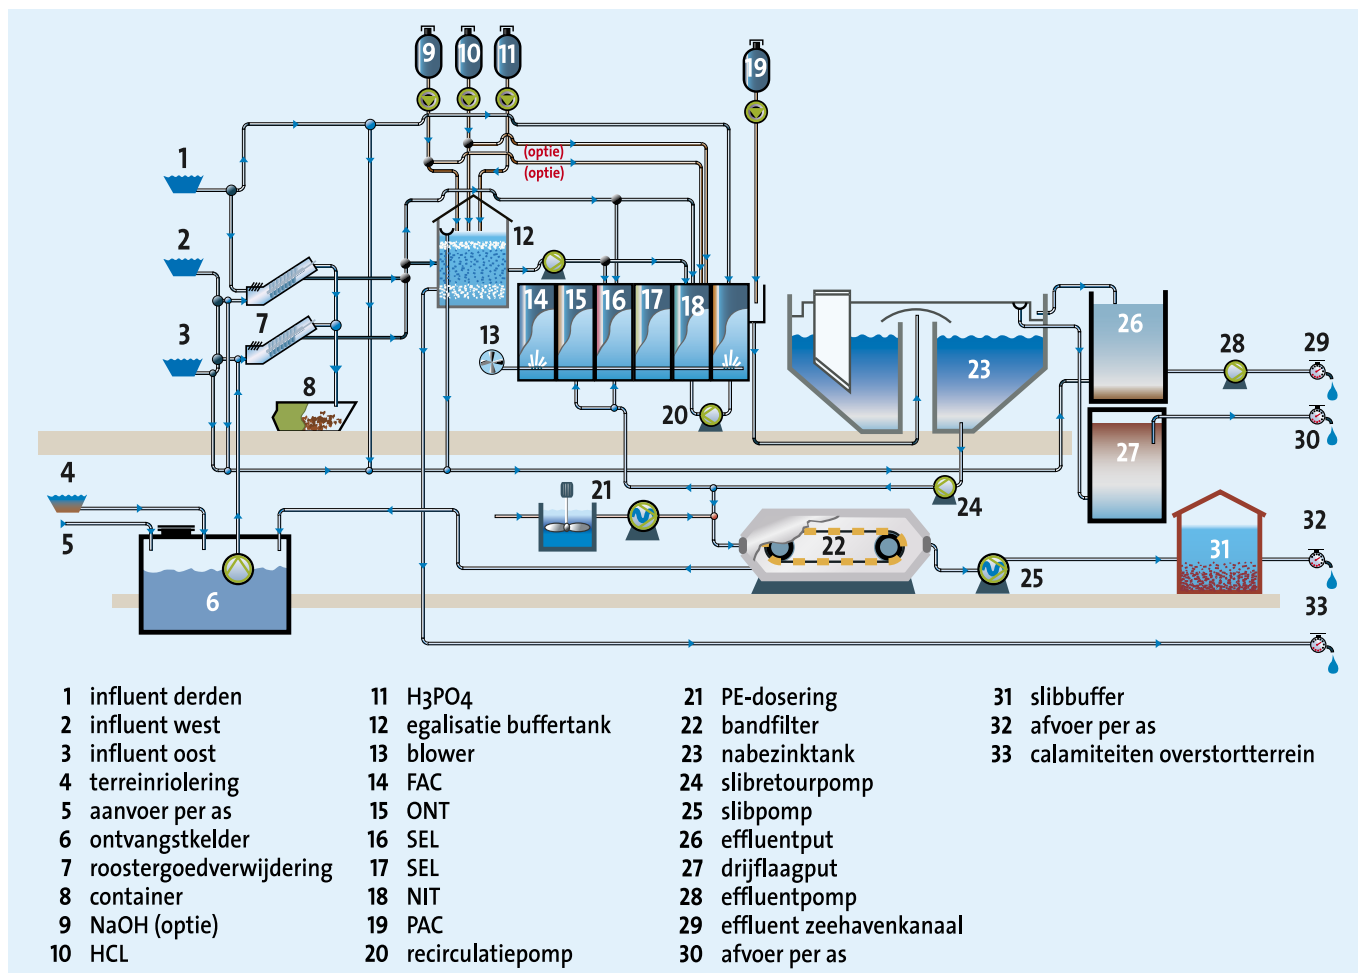 9
10
11
19
(optie)
(optie)
1
2
3
7
8
12
13
14
15
16
17
18
20
23
26
27
28
29
30
4
5
6
21
22
24
25
31
32
33
1 influent derden
2 influent west
3 influent oost
4 terreinriolering
5 aanvoer per as
6 ontvangstkelder
7 roostergoedverwijdering
8 container
9 NaOH (optie)
10 HCL
11 H3PO4
12 egalisatie buffertank
13 blower
14 FAC
15 ONT
16 SEL
17 SEL
18 NIT
19 PAC
20 recirculatiepomp
21 PE-dosering
22 bandfilter
23 nabezinktank
24 slibretourpomp
25 slibpomp
26 effluentput
27 drijflaagput
28 effluentpomp
29 effluent zeehavenkanaal
30 afvoer per as
31 slibbuffer
32 afvoer per as
33 calamiteiten overstortterrein